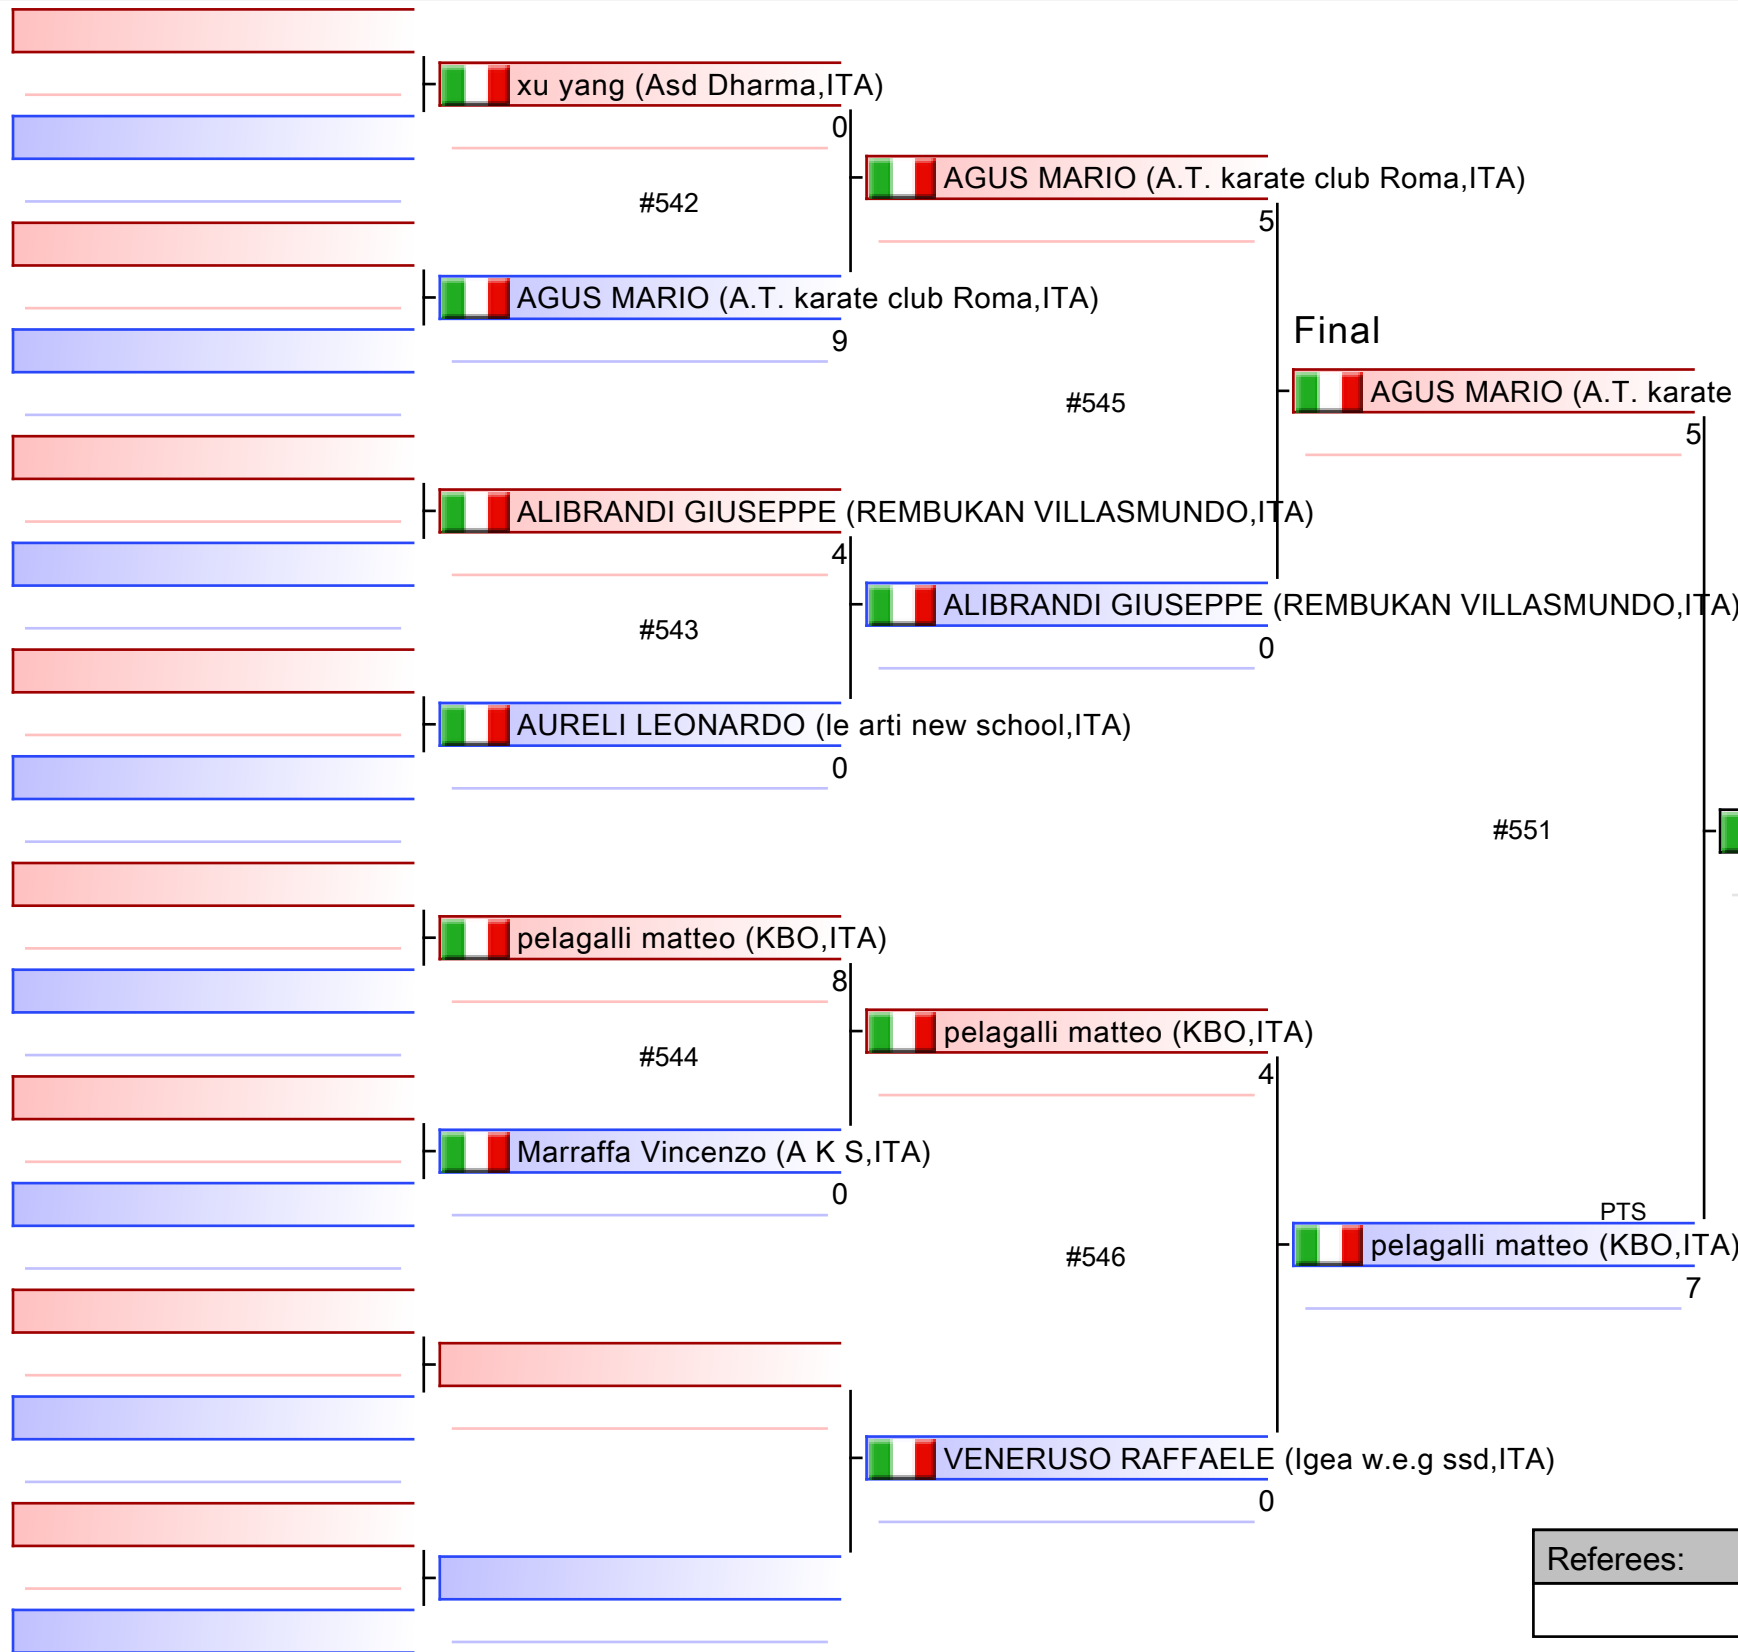 xu yang (Asd Dharma,ITA)
0
#542
AGUS MARIO (A.T. karate club Roma,ITA)
9
AGUS MARIO (A.T. karate club Roma,ITA)
5
#545
ALIBRANDI GIUSEPPE (REMBUKAN VILLASMUNDO,ITA)
4
#543
AURELI LEONARDO (le arti new school,ITA)
0
ALIBRANDI GIUSEPPE (REMBUKAN VILLASMUNDO,ITA)
0
Final
AGUS MARIO (A.T. karate
5
#551
pelagalli matteo (KBO,ITA)
8
#544
Marraffa Vincenzo (A K S,ITA)
0
pelagalli matteo (KBO,ITA)
4
#546
VENERUSO RAFFAELE (Igea w.e.g ssd,ITA)
0
PTS
pelagalli matteo (KBO,ITA)
7
Referees: